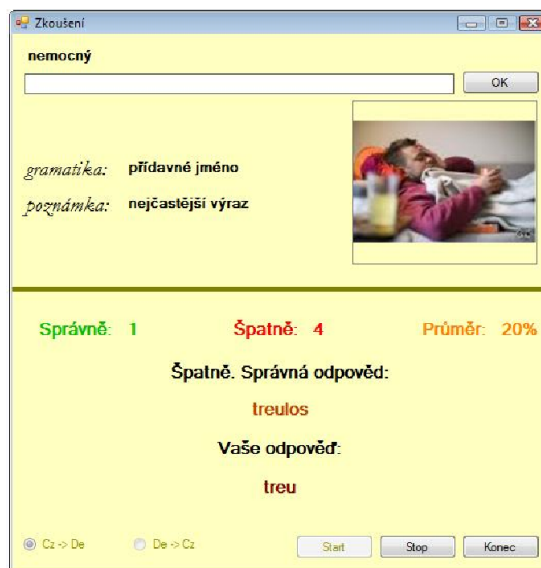 Zkoušení
nemocný
OK
gramatika: přídavné jméno
poznámka: nejčastější výraz
Správně: 1 Špatně: 4 Průměr: 20%
Špatně. Správná odpověd:
treulos
Vaše odpověď:
treu
Cz -> De De -> Cz Start Stop Konec